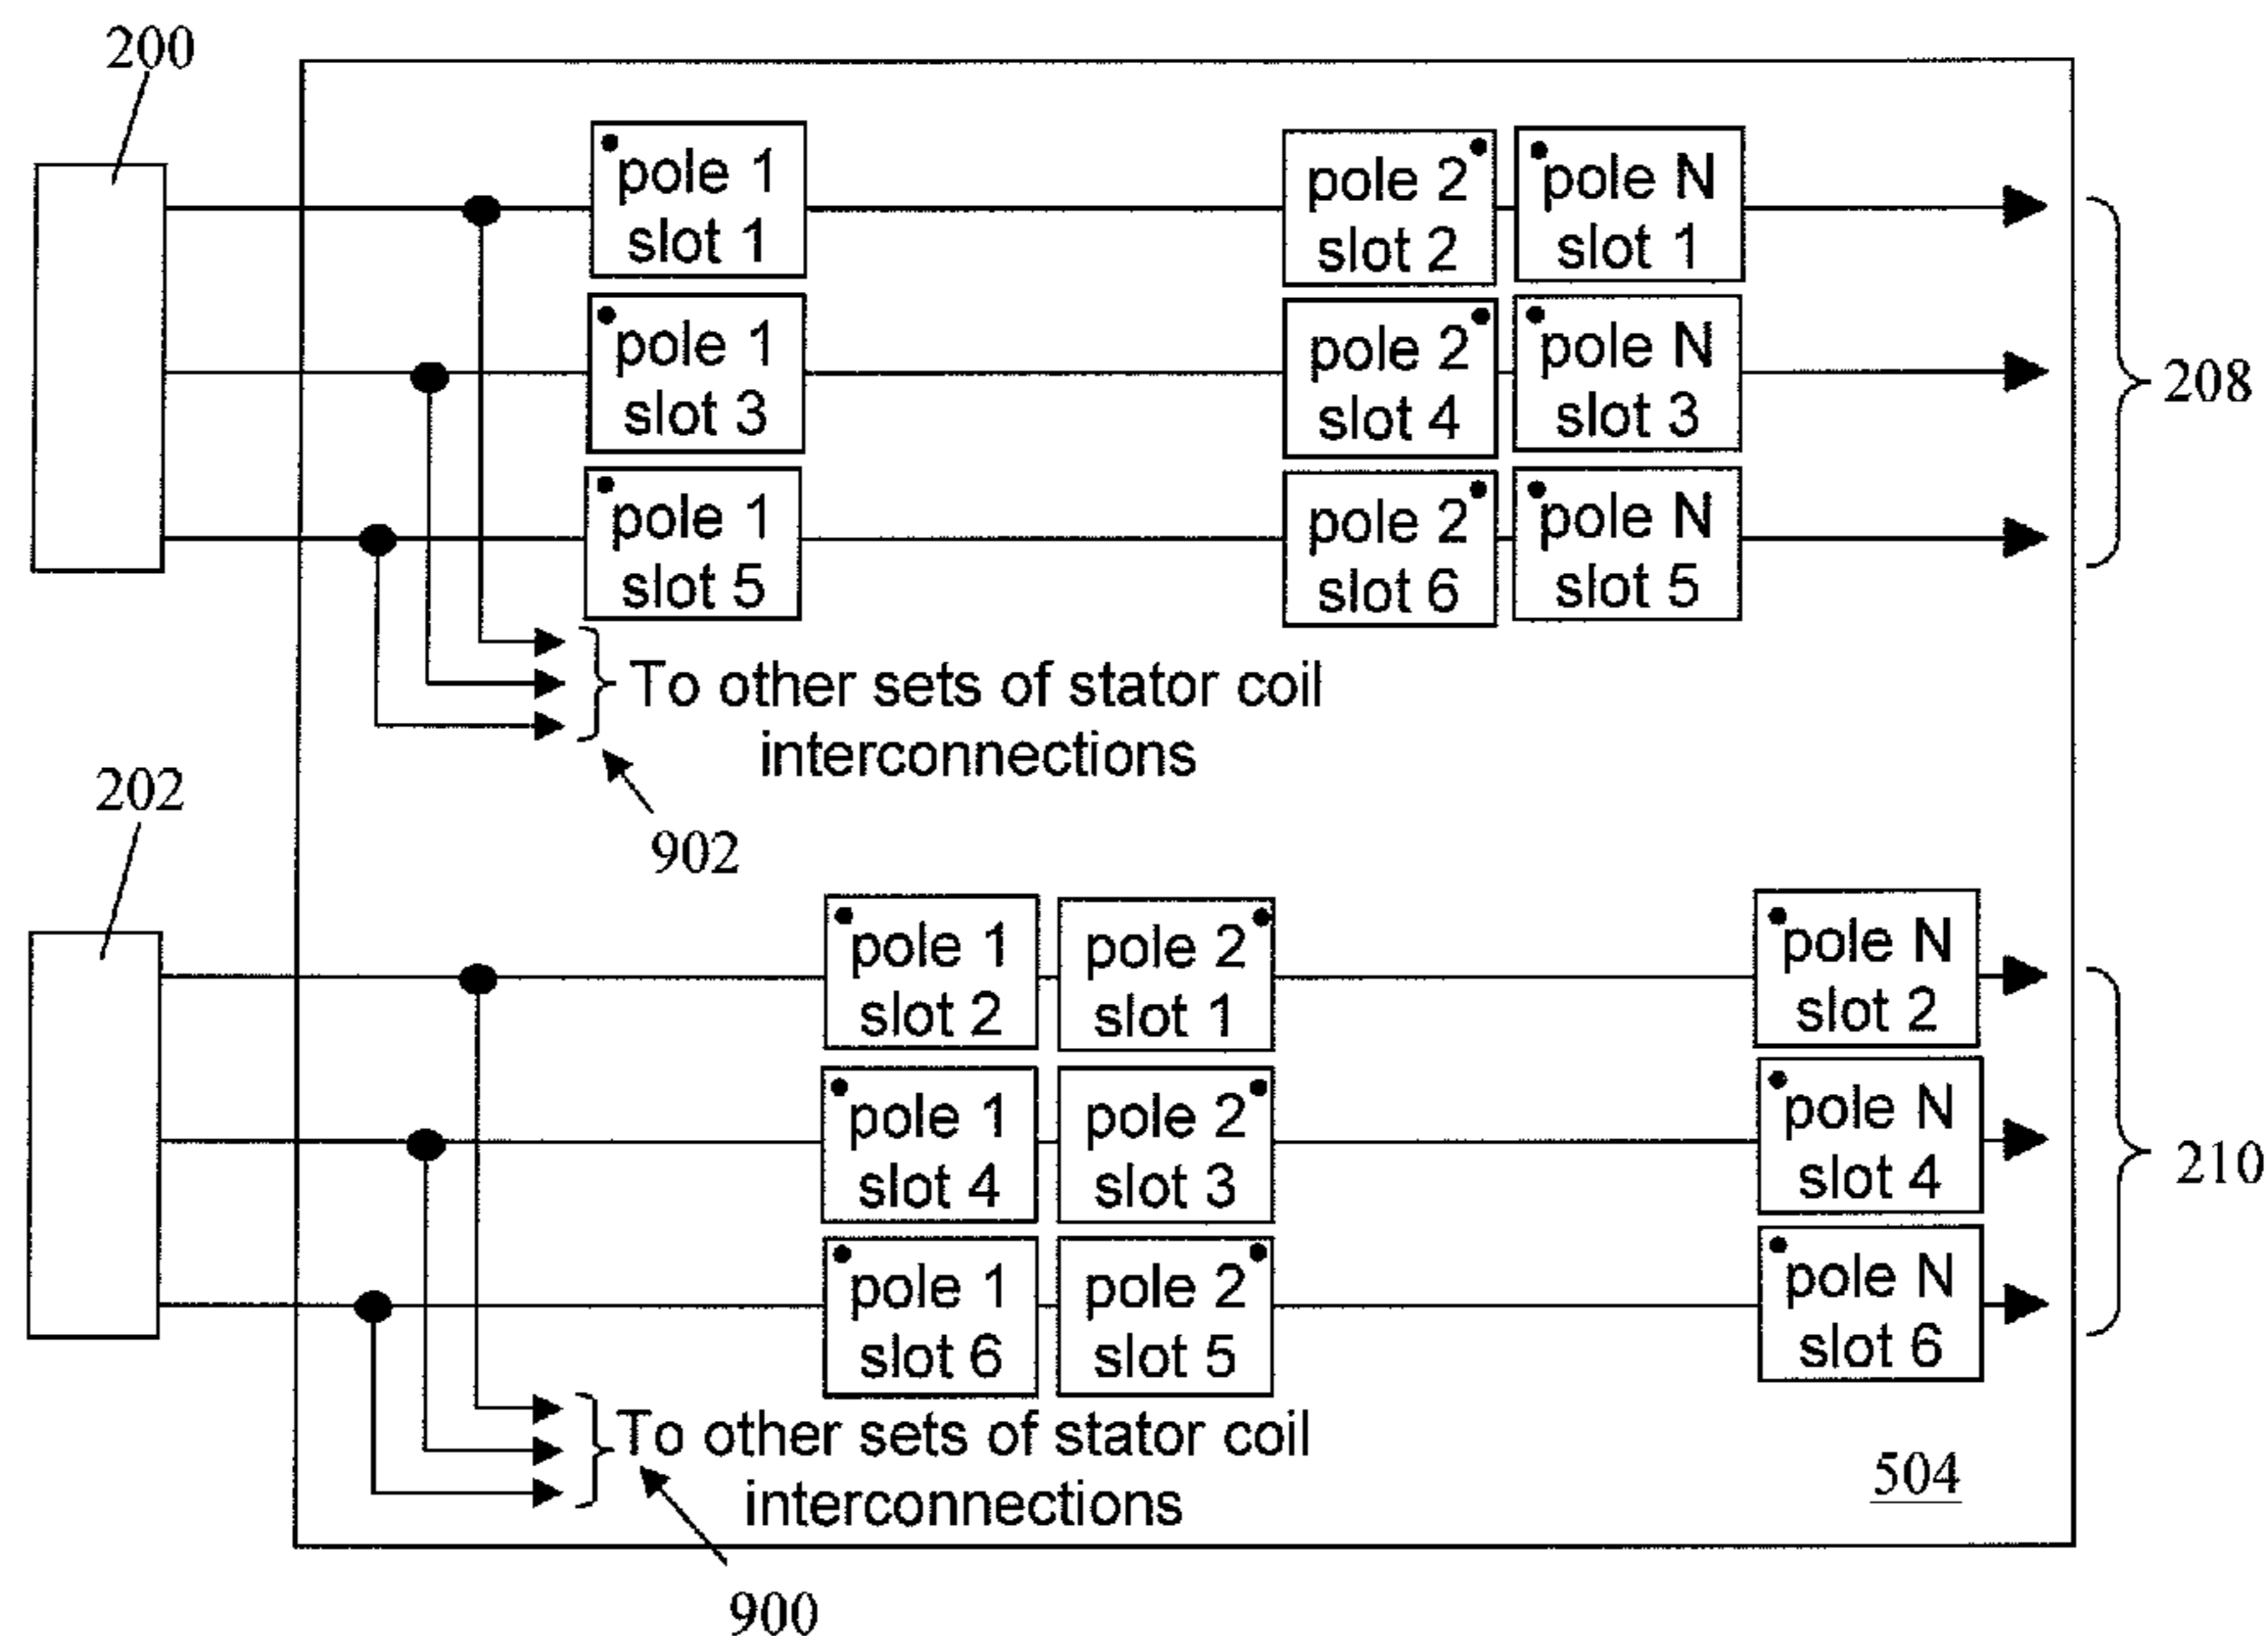 200
pole 1
slot 1
pole 2
slot 2
pole N
slot 1
pole 1
slot 3
pole 2
slot 4
pole N
slot 3
208
pole 1
slot 5
pole 2
slot 6
pole N
slot 5
To other sets of stator coil
interconnections
902
202
pole 1
slot 2
pole 2
slot 1
pole N
slot 2
pole 1
slot 4
pole 2
slot 3
pole N
slot 4
210
pole 1
slot 6
pole 2
slot 5
pole N
slot 6
To other sets of stator coil
interconnections
504
900